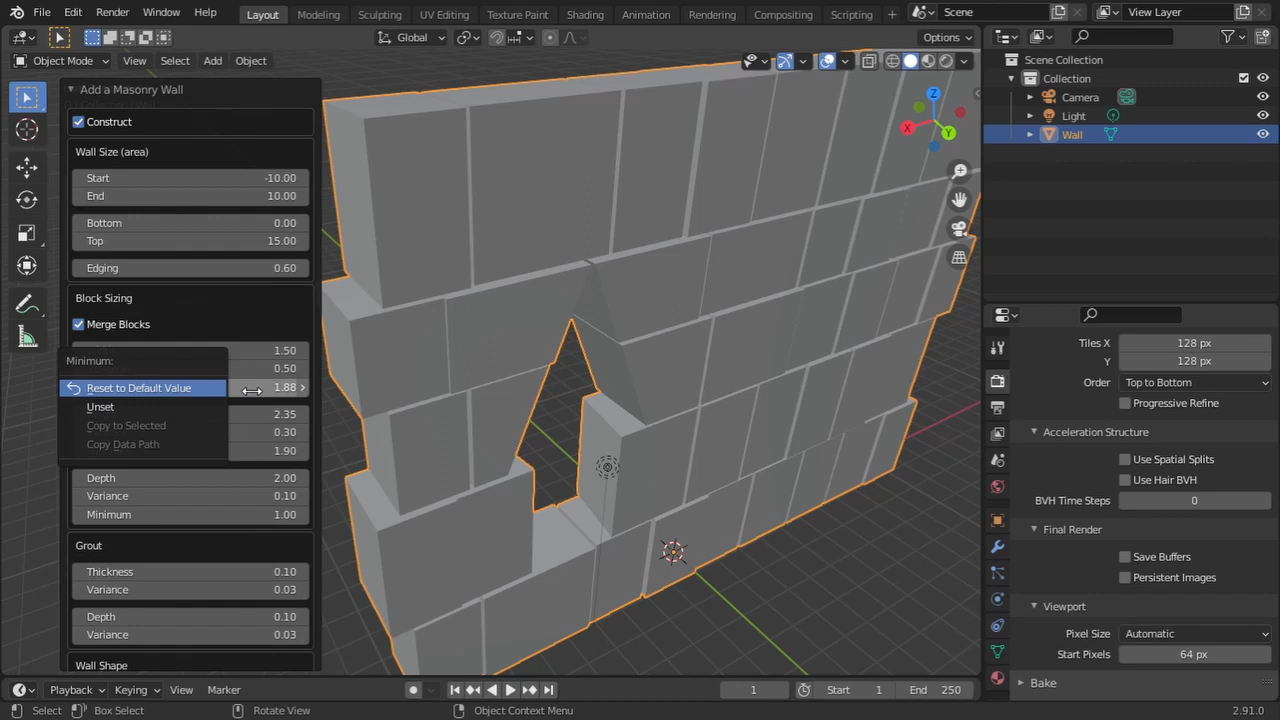 File Edit Render Window Help
Layout Modeling Sculpting UV Editing Texture Paint Shading Animation Rendering Compositing Scripting +
Scene
View Layer
Global
Options
Object Mode View Select Add Object
Add a Masonry Wall
Construct
Wall Size (area)
Start -10.00
End 10.00
Bottom 0.00
Top 15.00
Edging 0.60
Block Sizing
Merge Blocks
1.50
0.50
1.88
2.35
0.30
1.90
Minimum:
Reset to Default Value
Unset
Copy to Selected
Copy Data Path
Depth 2.00
Variance 0.10
Minimum 1.00
Grout
Thickness 0.10
Variance 0.03
Depth 0.10
Variance 0.03
Wall Shape
Z
X
Y
Scene Collection
Collection
Camera
Light
Wall
Tiles X 128 px
Y 128 px
Order Top to Bottom
Progressive Refine
Acceleration Structure
Use Spatial Splits
Use Hair BVH
BVH Time Steps 0
Final Render
Save Buffers
Persistent Images
Viewport
Pixel Size Automatic
Start Pixels 64 px
Bake
Playback Keying View Marker
1
Start 1
End 250
Select Box Select Rotate View Object Context Menu
2.91.0